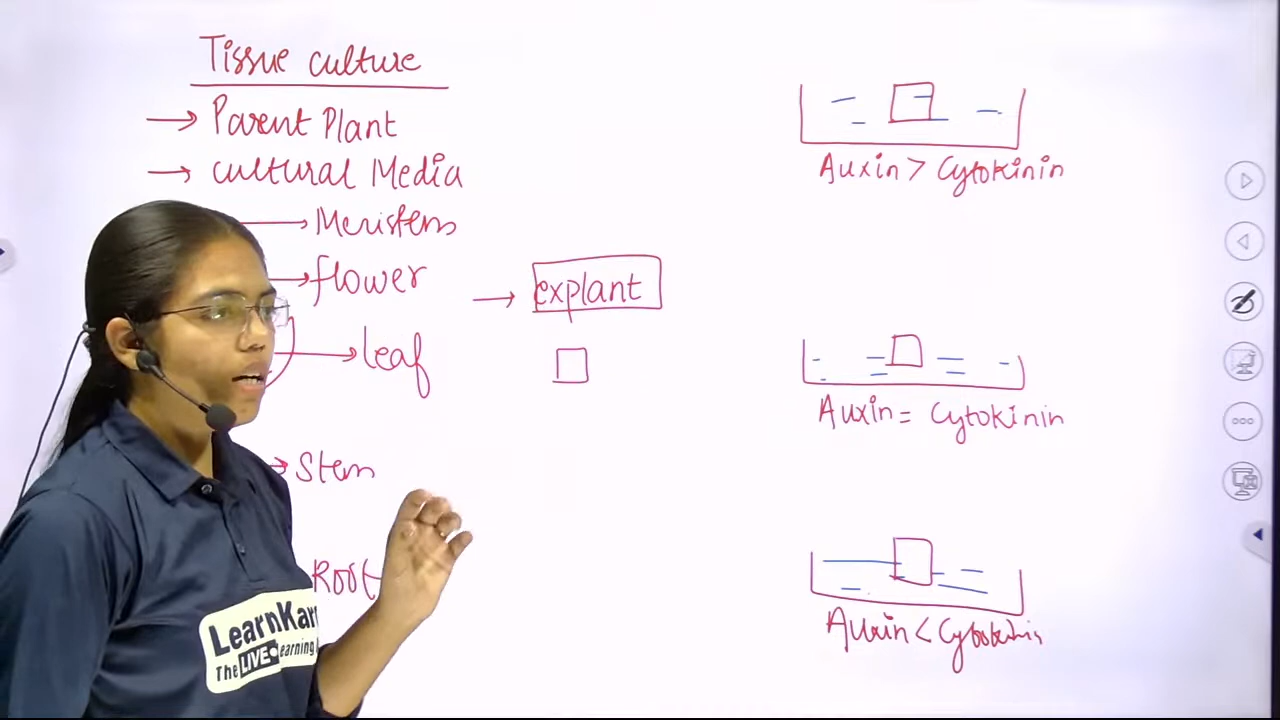 Tissue culture
→ Parent Plant
→ cultural Media
→ Meristem
→ flower
→ leaf
→ Stem
Root
→ explant
Auxin > Cytokinin
Auxin = Cytokinin
Auxin < Cytokinin
LearnKar
The LIVE Learning